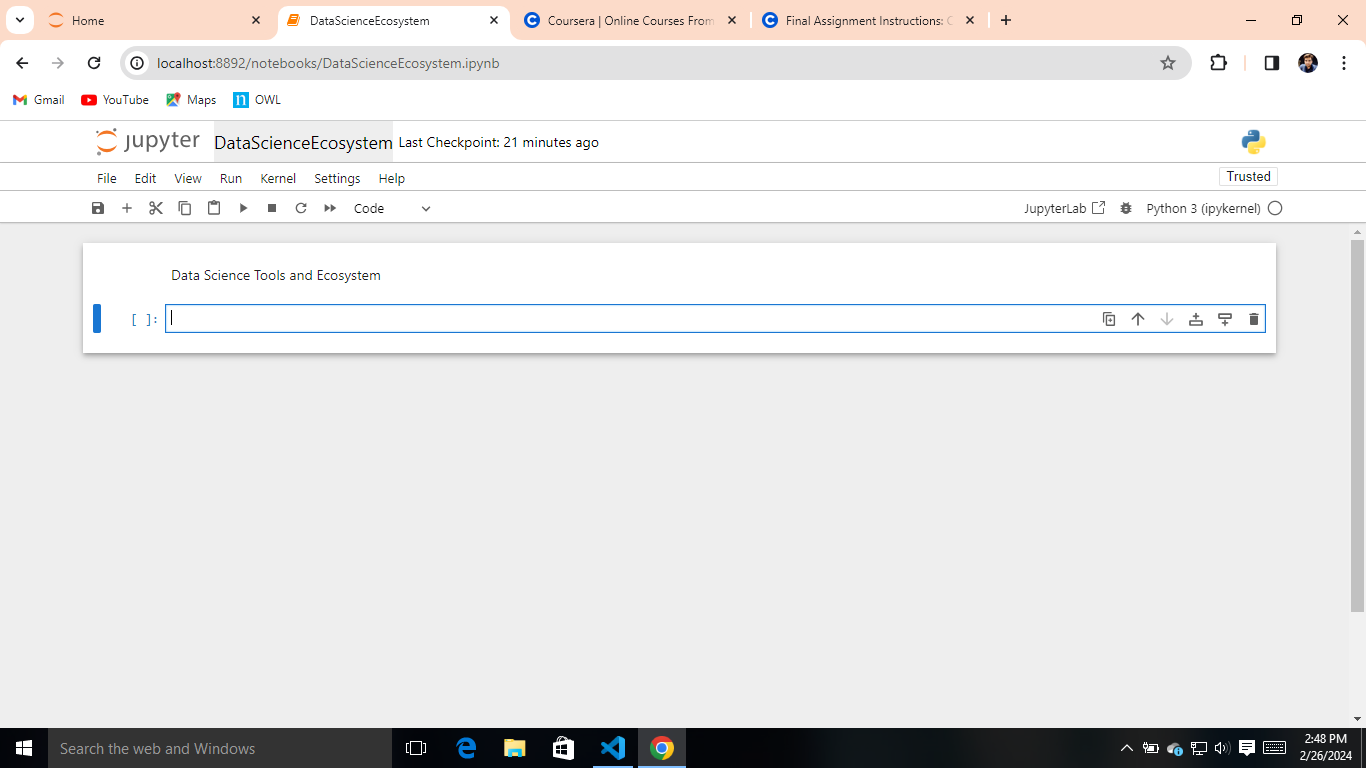 Home
DataScienceEcosystem
Coursera | Online Courses From
Final Assignment Instructions: C
localhost:8892/notebooks/DataScienceEcosystem.ipynb
Gmail YouTube Maps OWL
jupyter DataScienceEcosystem Last Checkpoint: 21 minutes ago
File Edit View Run Kernel Settings Help Trusted
Code JupyterLab Python 3 (ipykernel)
Data Science Tools and Ecosystem
[ ]:
Search the web and Windows
2:48 PM
2/26/2024